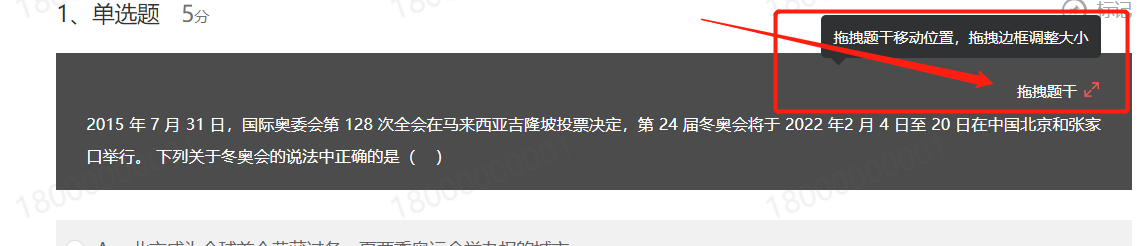 1、单选题 5分
标记
拖拽题干移动位置，拖拽边框调整大小
拖拽题干
2015 年 7 月 31 日，国际奥委会第 128 次全会在马来西亚吉隆坡投票决定，第 24 届冬奥会将于 2022 年2 月 4 日至 20 日在中国北京和张家
口举行。 下列关于冬奥会的说法中正确的是（ ）